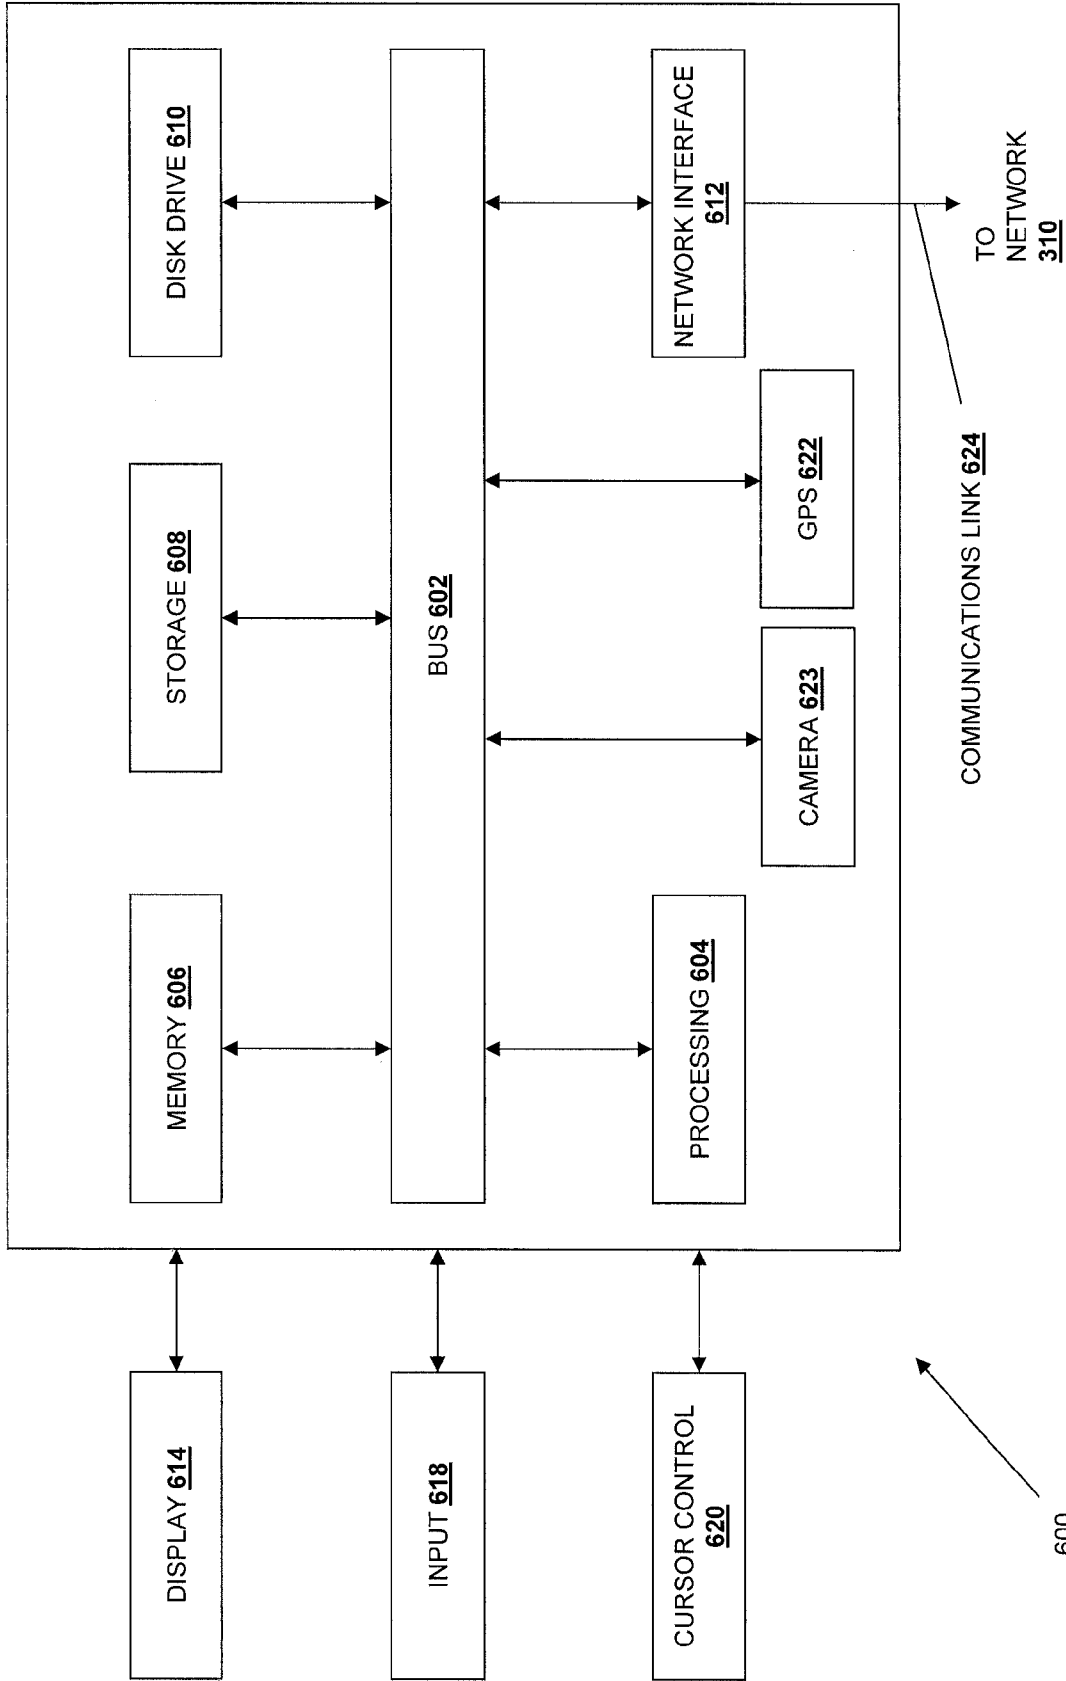 DISPLAY 614
MEMORY 606
STORAGE 608
DISK DRIVE 610
INPUT 618
BUS 602
CURSOR CONTROL
620
PROCESSING 604
NETWORK INTERFACE
612
CAMERA 623
GPS 622
COMMUNICATIONS LINK 624
TO
NETWORK
310
600